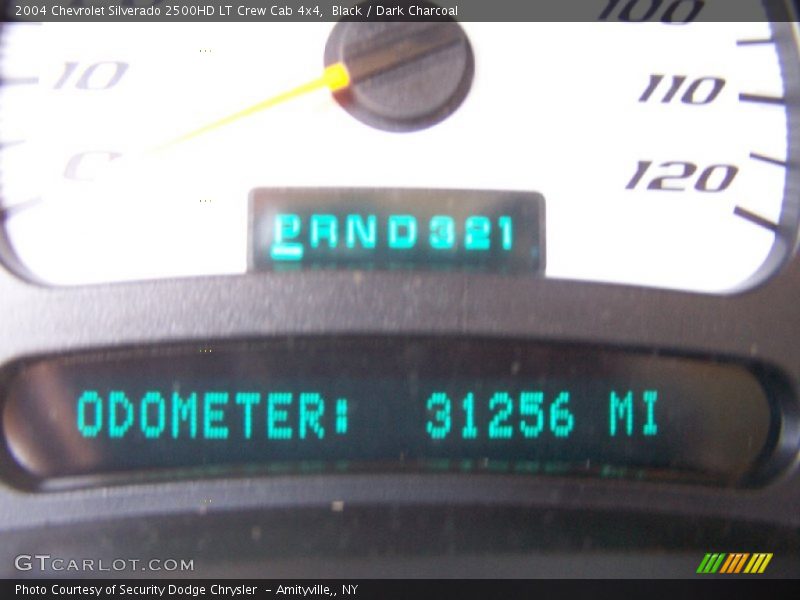 2004 Chevrolet Silverado 2500HD LT Crew Cab 4x4, Black / Dark Charcoal
100
10
110
0
120
PRND321
ODOMETER: 31256 MI
GTCARLOT.COM
Photo Courtesy of Security Dodge Chrysler - Amityville,, NY